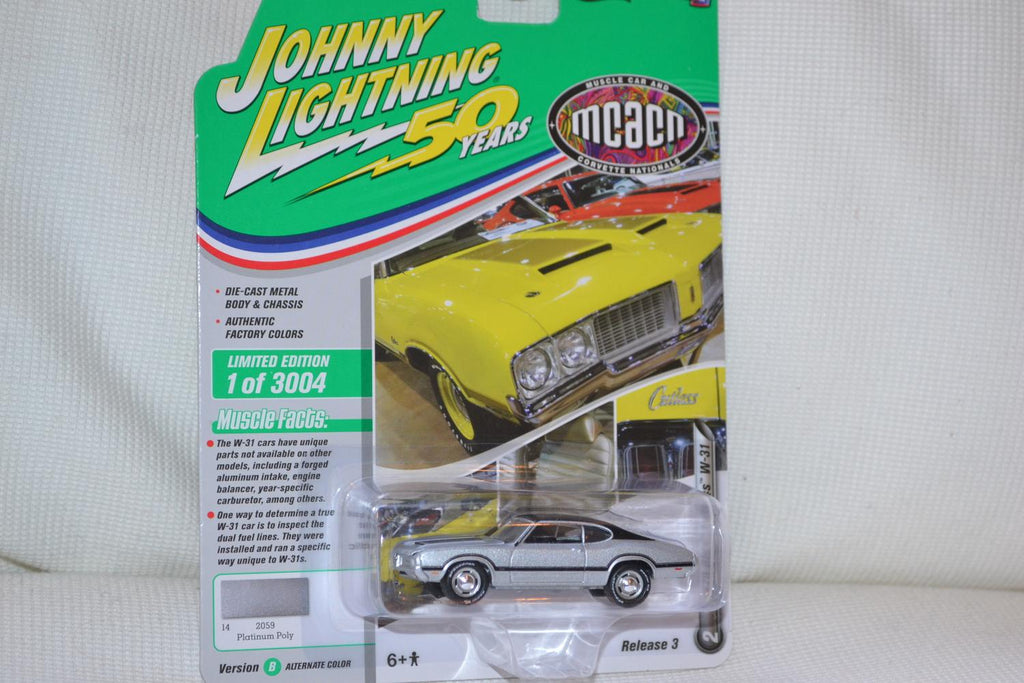 JOHNNY
LIGHTNING
50
YEARS
MUSCLE CAR AND
mcacn
CORVETTE NATIONALS
• DIE-CAST METAL
BODY & CHASSIS
• AUTHENTIC
FACTORY COLORS
LIMITED EDITION
1 of 3004
Muscle Facts:
• The W-31 cars have unique
parts not available on other
models, including a forged
aluminum intake, engine
balancer, year-specific
carburetor, among others.
• One way to determine a true
W-31 car is to inspect the
dual fuel lines. They were
installed and ran a specific
way unique to W-31s.
Cutlass
W-31
14
2059
Platinum Poly
Version B ALTERNATE COLOR
6+
Release 3
2